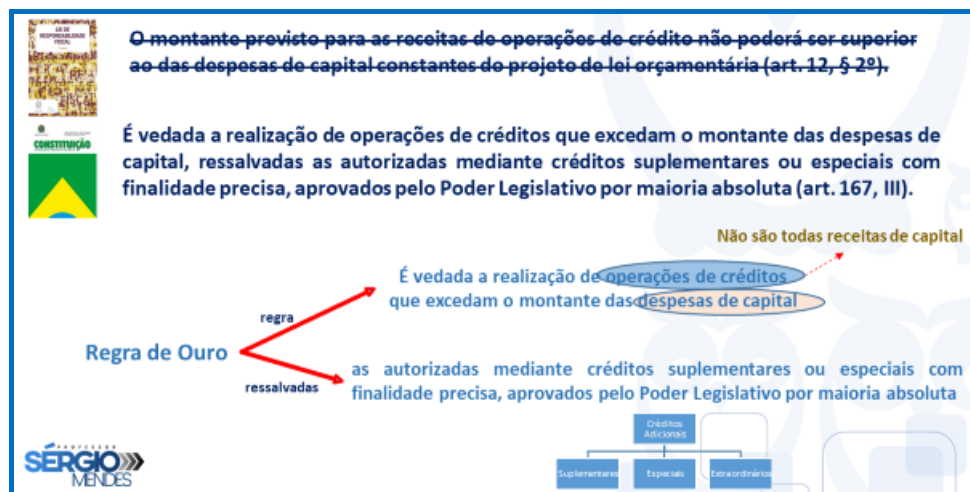 LEI DE
RESPONSABILIDADE
FISCAL
O montante previsto para as receitas de operações de crédito não poderá ser superior
ao das despesas de capital constantes do projeto de lei orçamentária (art. 12, § 2º).
CONSTITUIÇÃO
É vedada a realização de operações de créditos que excedam o montante das despesas de
capital, ressalvadas as autorizadas mediante créditos suplementares ou especiais com
finalidade precisa, aprovados pelo Poder Legislativo por maioria absoluta (art. 167, III).
Não são todas receitas de capital
É vedada a realização de operações de créditos
que excedam o montante das despesas de capital
regra
Regra de Ouro
ressalvadas
as autorizadas mediante créditos suplementares ou especiais com
finalidade precisa, aprovados pelo Poder Legislativo por maioria absoluta
Créditos
Adicionais
Suplementares Especiais Extraordinários
PROFESSOR
SÉRGIO
MENDES